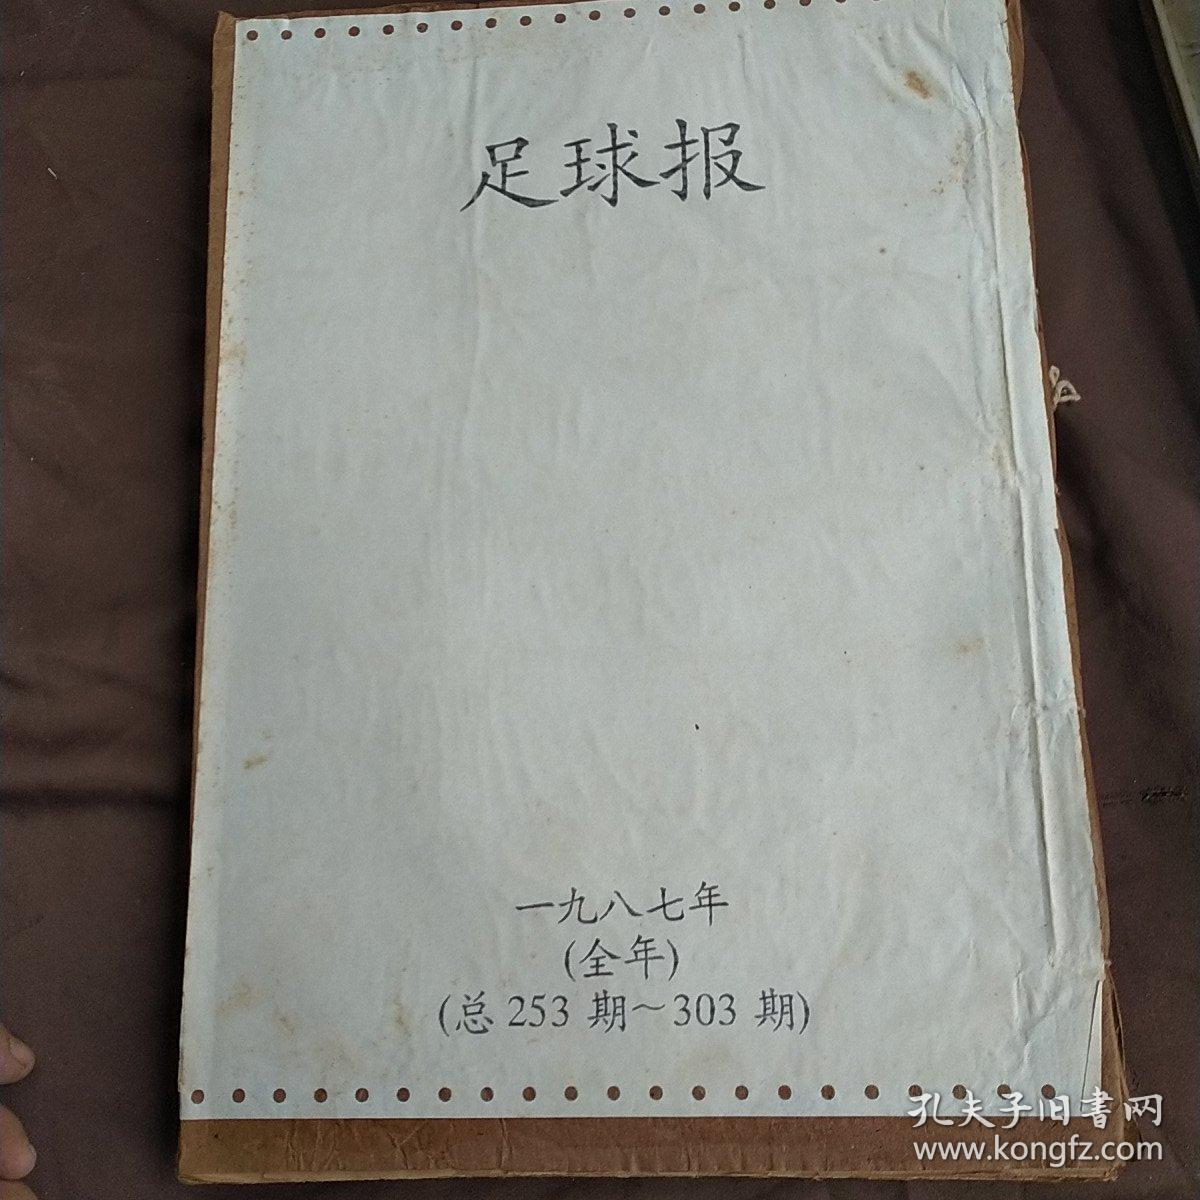 足球报
一九八七年
(全年)
(总 253 期～303 期)
孔夫子旧書网
www.kongfz.com